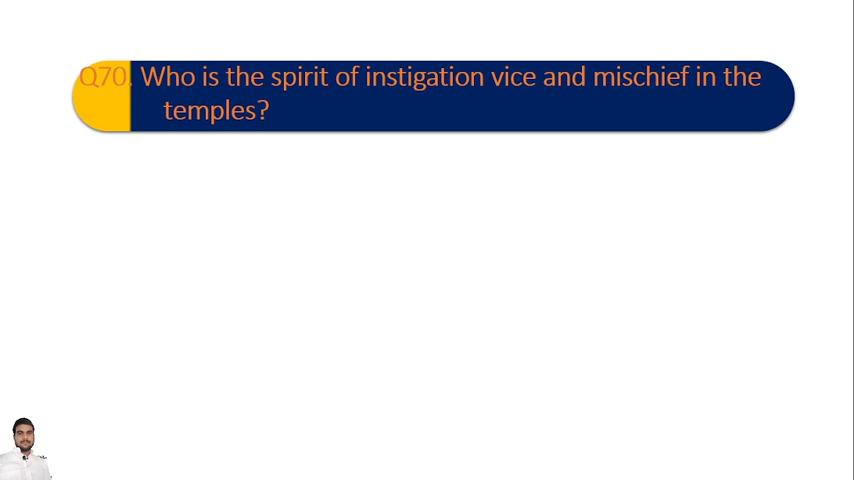 Q70. Who is the spirit of instigation vice and mischief in the
temples?